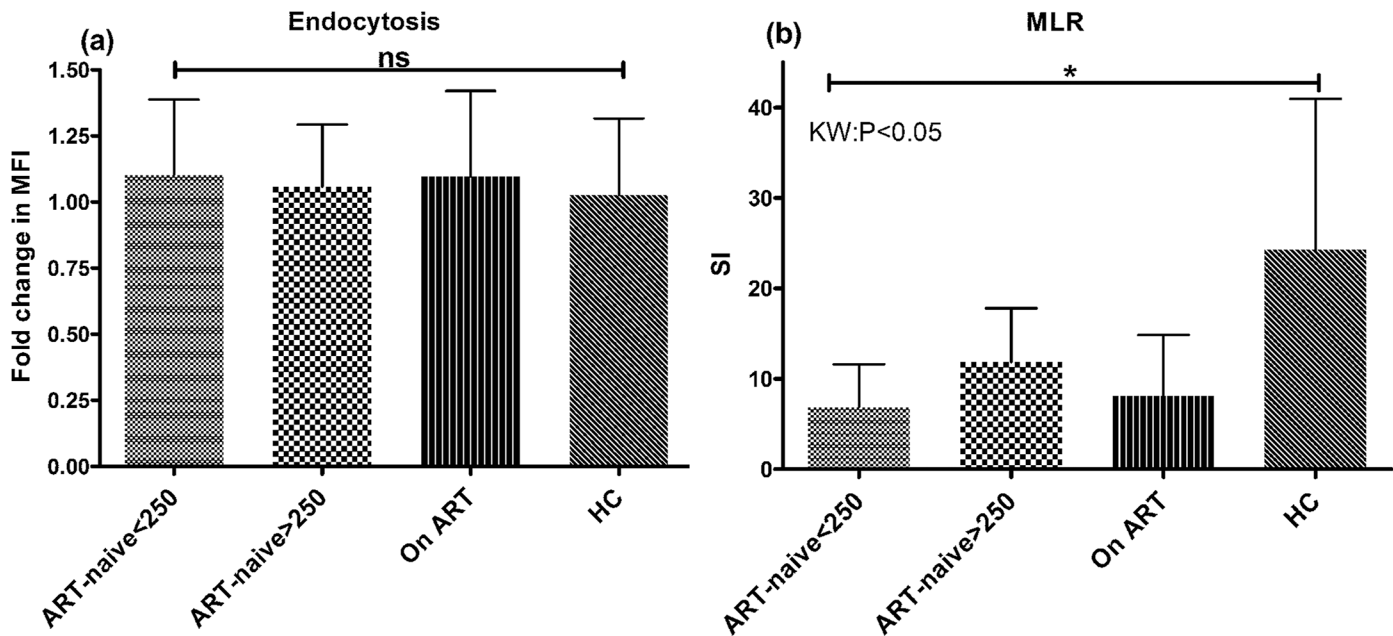 (a)
Endocytosis
ns
Fold change in MFI
1.50
1.25
1.00
0.75
0.50
0.25
0.00
ART-naive<250
ART-naive>250
On ART
HC
(b)
MLR
*
KW:P<0.05
SI
40
30
20
10
0
ART-naive<250
ART-naive>250
On ART
HC